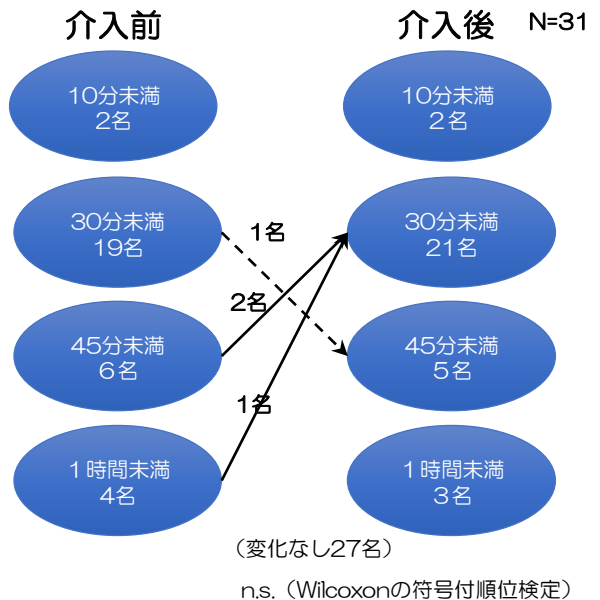 介入前
介入後
N=31
10分未満
2名
10分未満
2名
30分未満
19名
1名
30分未満
21名
2名
45分未満
6名
45分未満
5名
1名
1時間未満
4名
1時間未満
3名
（変化なし27名）
n.s.（Wilcoxonの符号付順位検定）